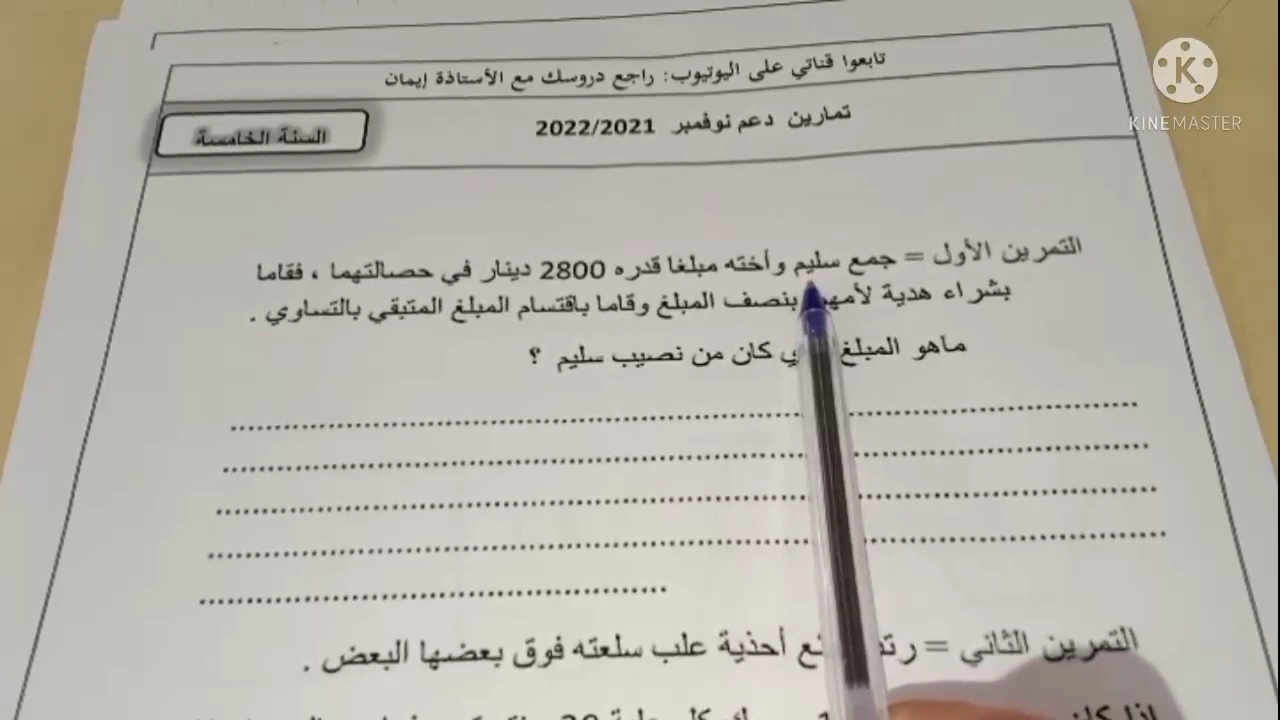 تابعوا قناتي على اليوتيوب: راجع دروسك مع الأستاذة إيمان
تمارين دعم نوفمبر 2022/2021
السنة الخامسة
KINEMASTER
التمرين الأول = جمع سليم وأخته مبلغا قدره 2800 دينار في حصالتهما ، فقاما
بشراء هدية بنصف المبلغ وقاما باقتسام المبلغ المتبقي بالتساوي .
ماهو المبلغ كان من نصيب سليم ؟
التمرين الثاني = أحذية علب سلعته فوق بعضها البعض .